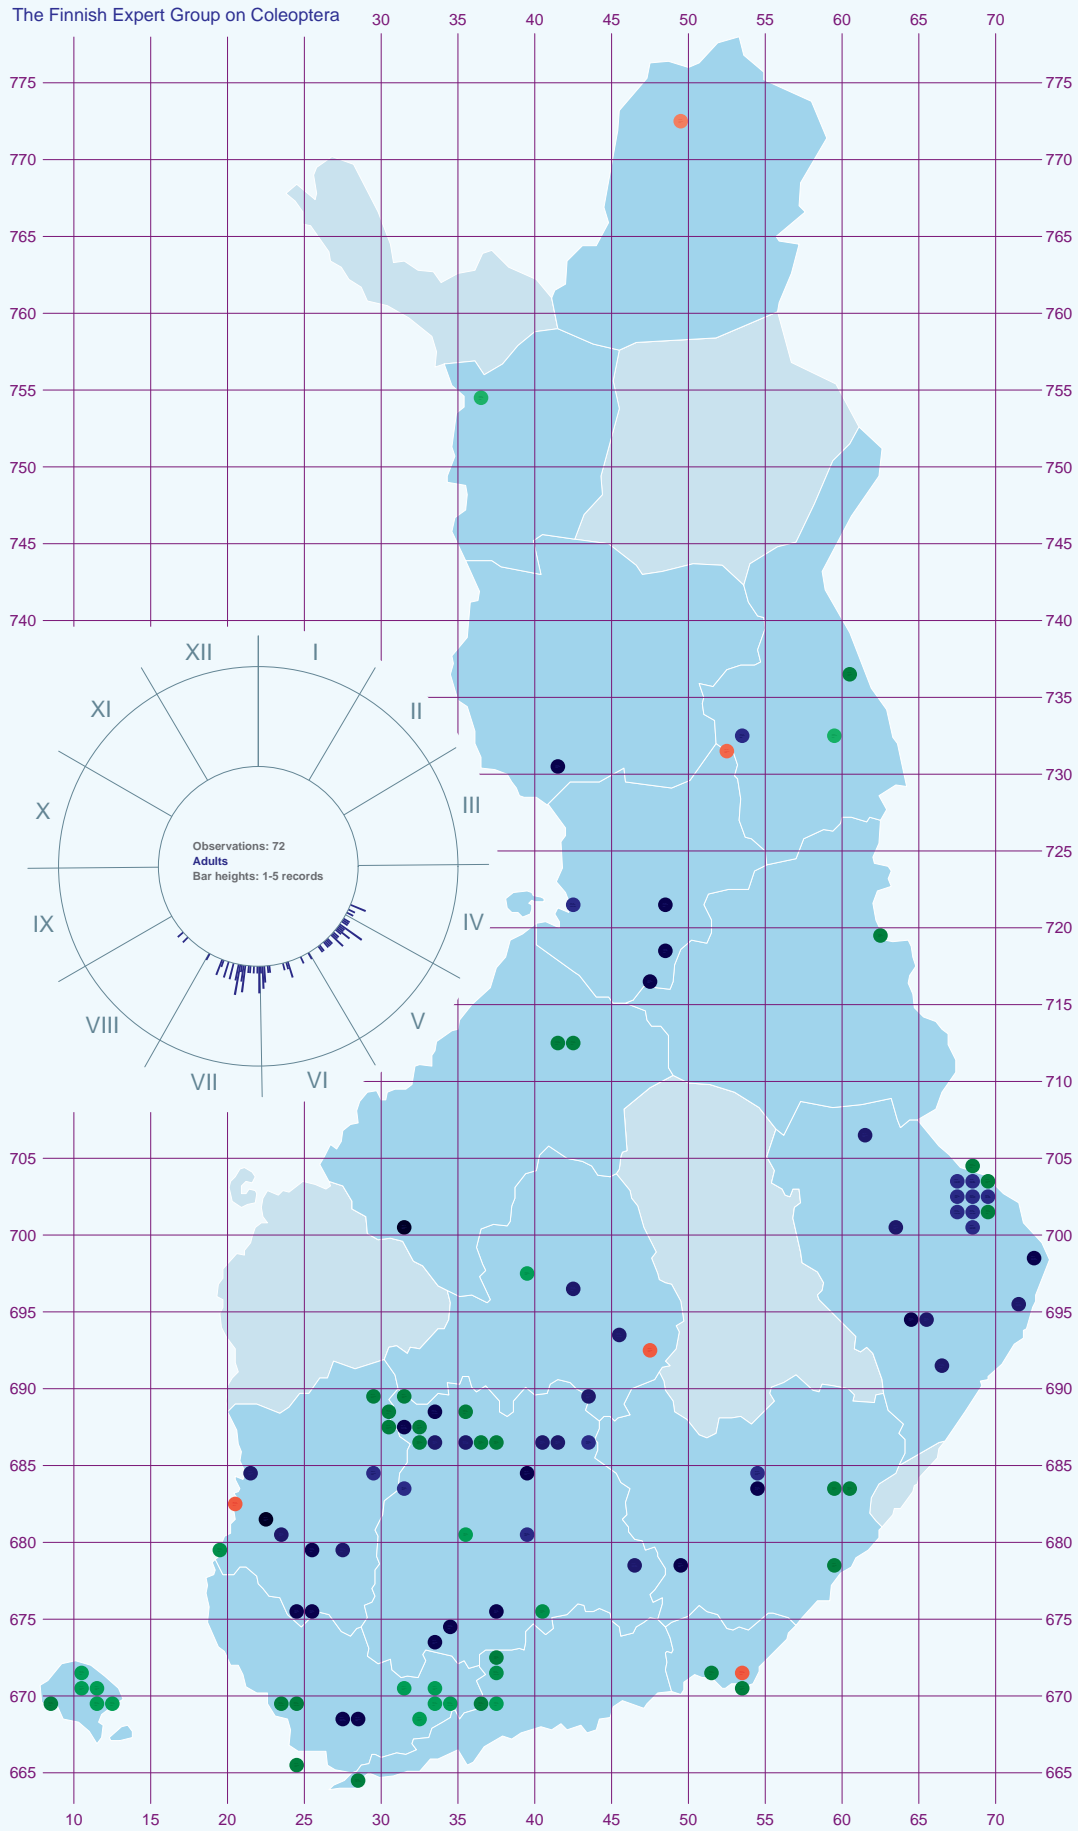 The Finnish Expert Group on Coleoptera
30 35 40 45 50 55 60 65 70
775 775
770 770
765 765
760 760
755 755
750 750
745 745
740 740
XII I
735
XI II
730
X III
Observations: 72
Adults
Bar heights: 1-5 records
725
IX IV
720
715
VIII V
VII VI
710
705 705
700 700
695 695
690 690
685 685
680 680
675 675
670 670
665 665
10 15 20 25 30 35 40 45 50 55 60 65 70